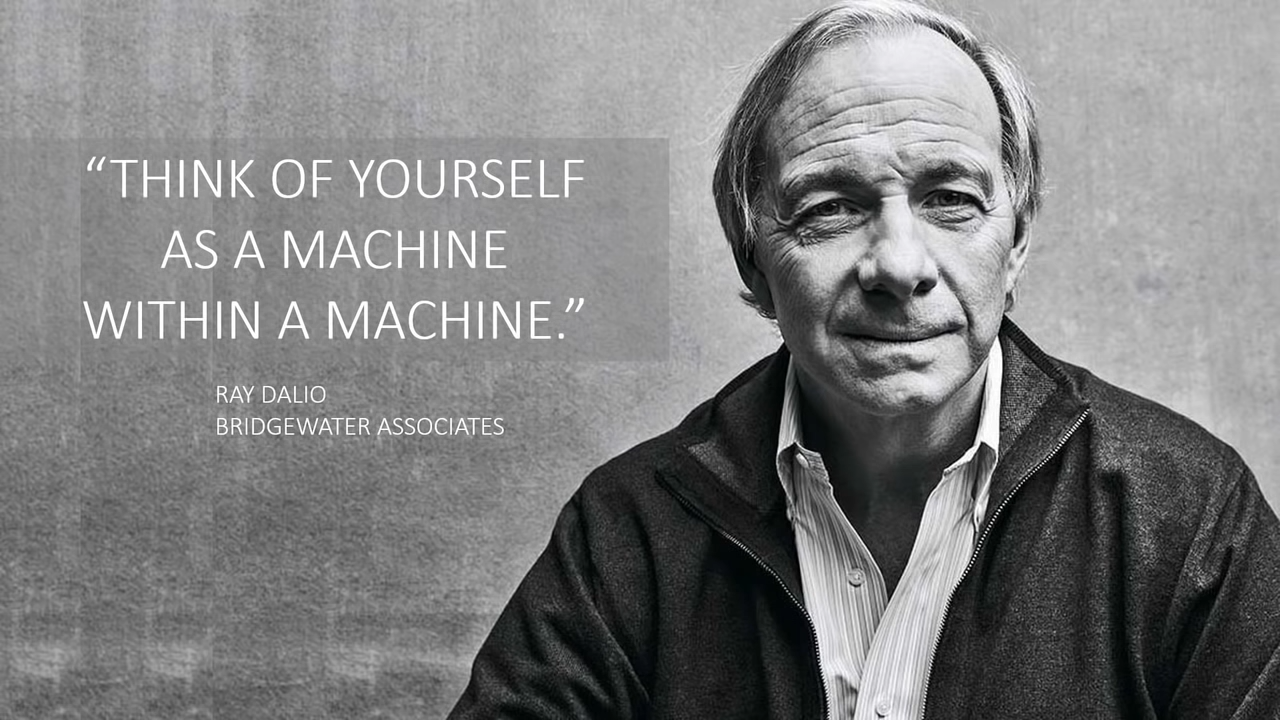 “THINK OF YOURSELF
AS A MACHINE
WITHIN A MACHINE.”
RAY DALIO
BRIDGEWATER ASSOCIATES